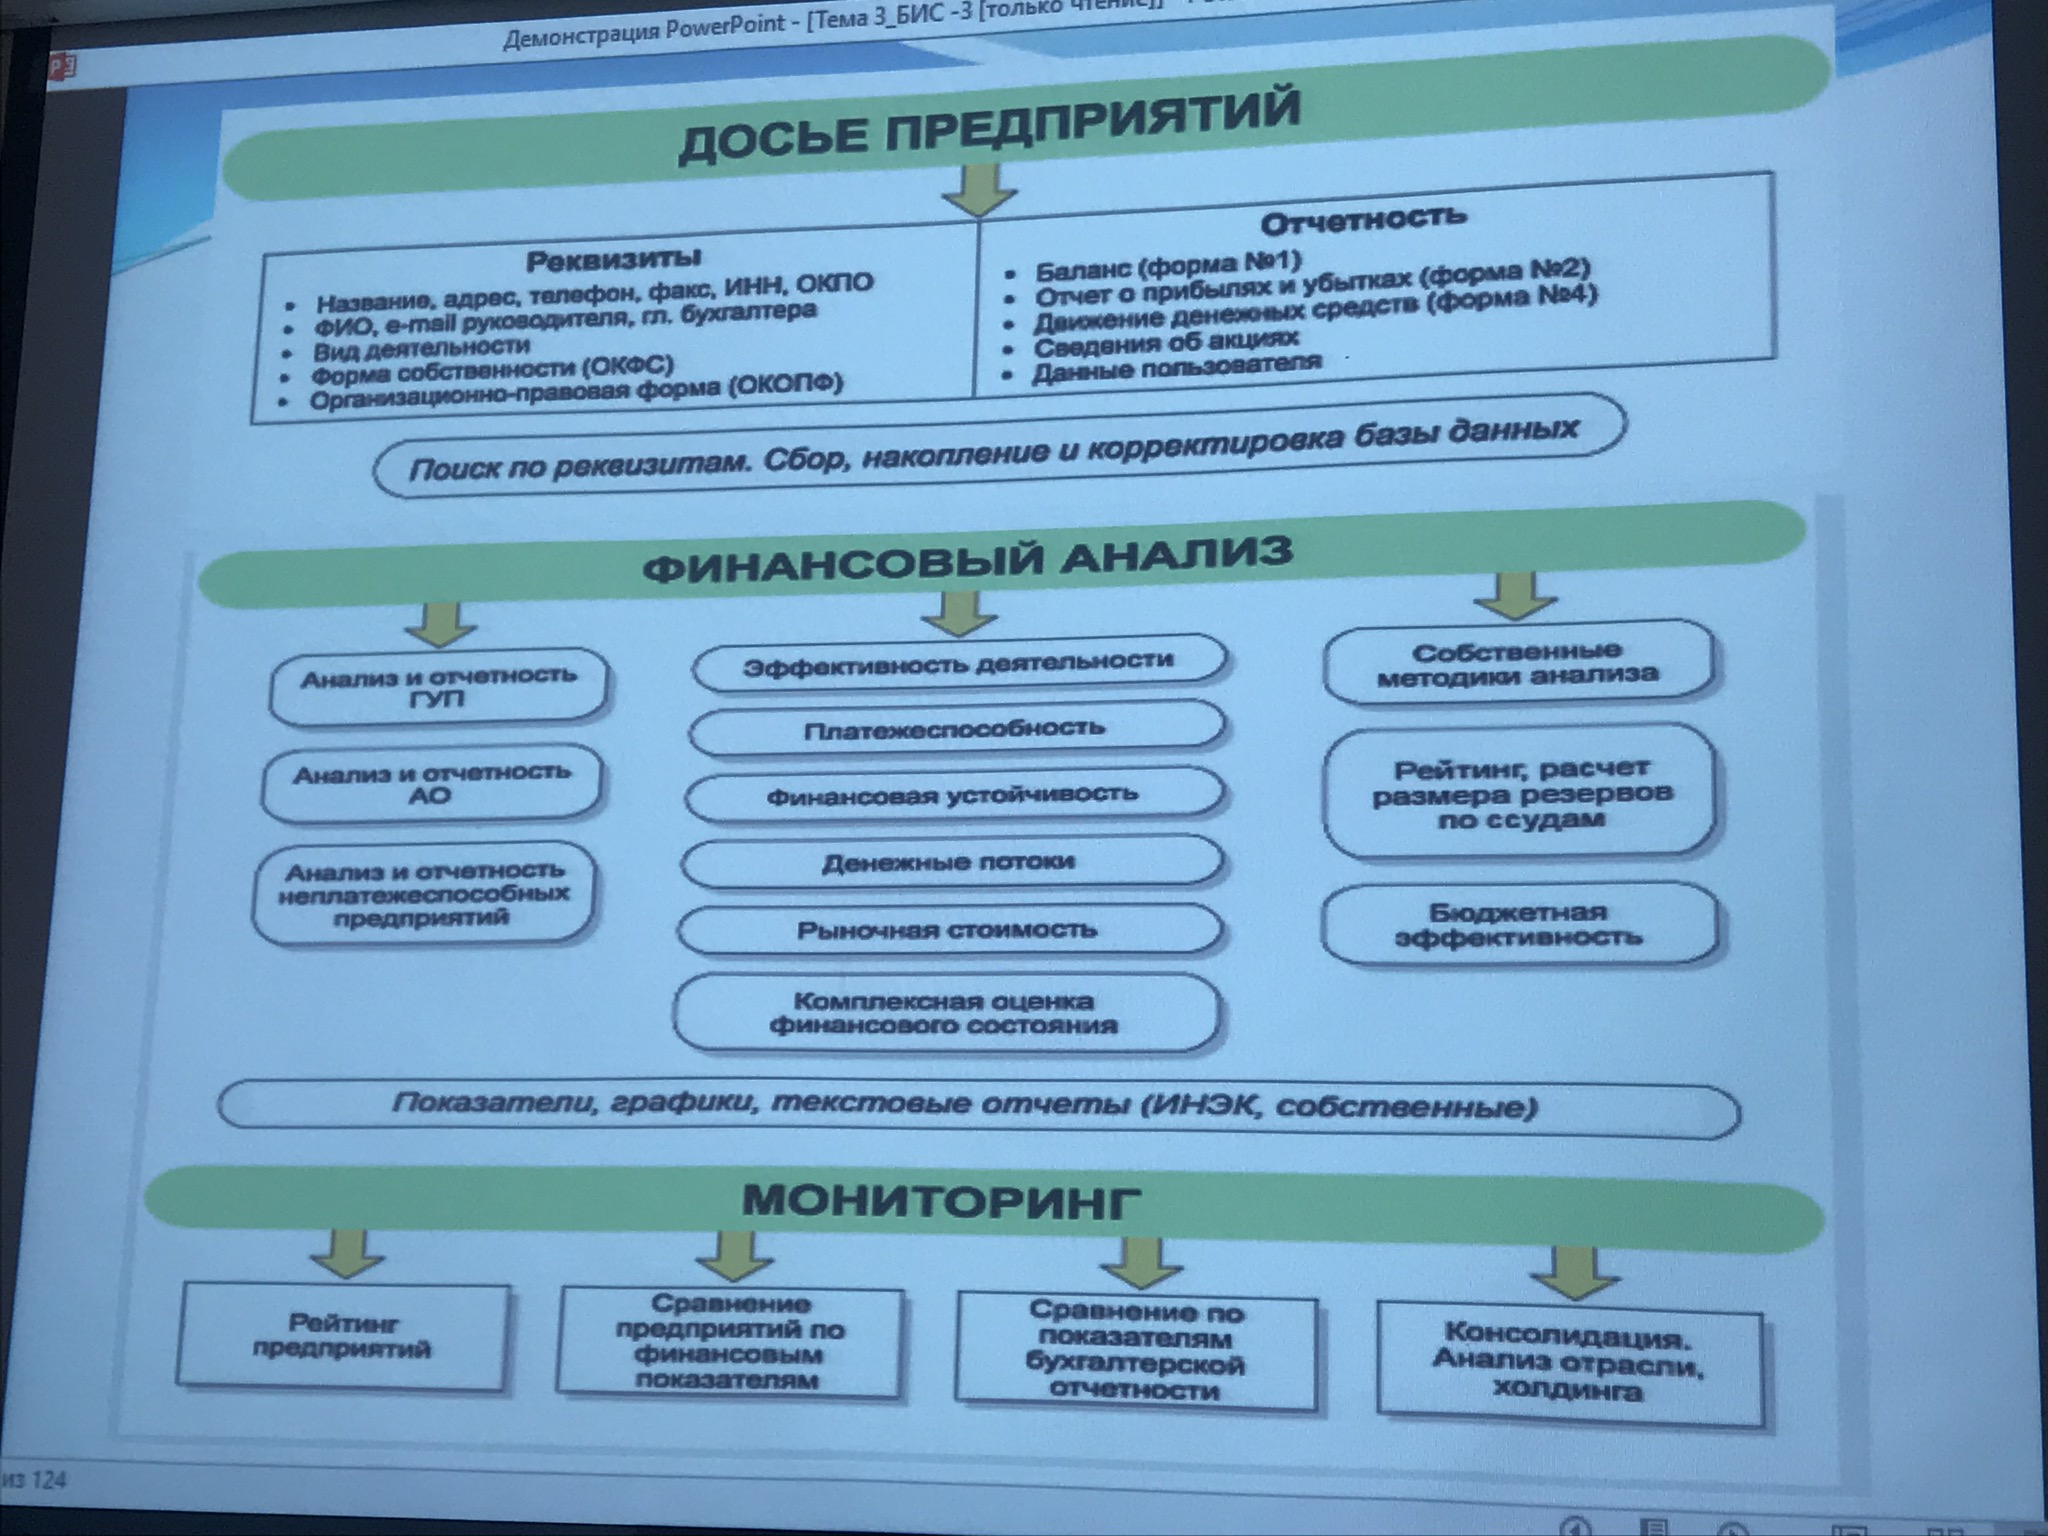 Демонстрация PowerPoint - [Тема 3_БИС -3 [только чтение]]
ДОСЬЕ ПРЕДПРИЯТИЙ
Реквизиты
• Название, адрес, телефон, факс, ИНН, ОКПО
• ФИО, e-mail руководителя, гл. бухгалтера
• Вид деятельности
• Форма собственности (ОКФС)
• Организационно-правовая форма (ОКОПФ)
Отчетность
• Баланс (форма №1)
• Отчет о прибылях и убытках (форма №2)
• Движение денежных средств (форма №4)
• Сведения об акциях
• Данные пользователя
Поиск по реквизитам. Сбор, накопление и корректировка базы данных
ФИНАНСОВЫЙ АНАЛИЗ
Анализ и отчетность
ГУП
Анализ и отчетность
АО
Анализ и отчетность
неплатежеспособных
предприятий
Эффективность деятельности
Платежеспособность
Финансовая устойчивость
Денежные потоки
Рыночная стоимость
Комплексная оценка
финансового состояния
Собственные
методики анализа
Рейтинг, расчет
размера резервов
по ссудам
Бюджетная
эффективность
Показатели, графики, текстовые отчеты (ИНЭК, собственные)
МОНИТОРИНГ
Рейтинг
предприятий
Сравнение
предприятий по
финансовым
показателям
Сравнение по
показателям
бухгалтерской
отчетности
Консолидация.
Анализ отрасли,
холдинга
из 124